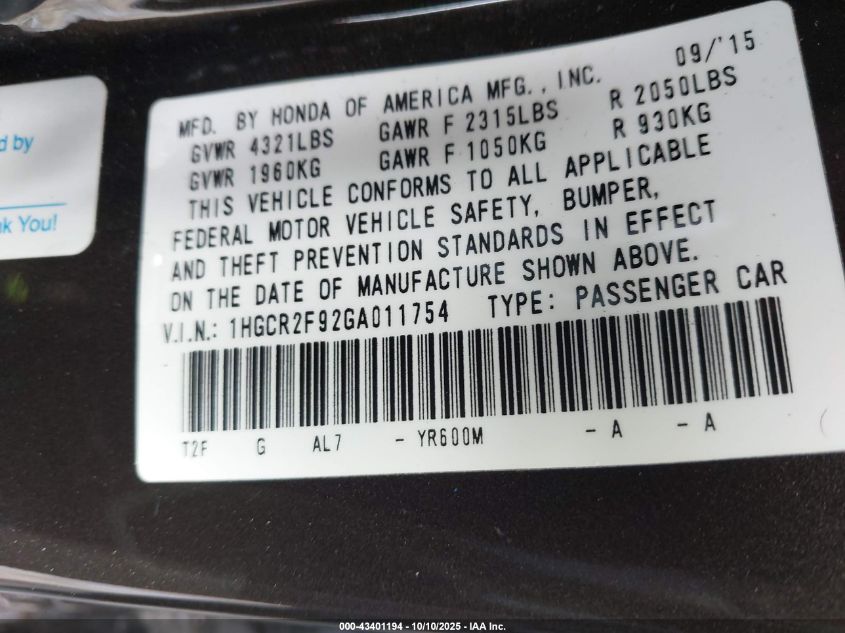 d by
k You!
09/'15
MFD. BY HONDA OF AMERICA MFG., INC.
GVWR 4321LBS GAWR F 2315LBS R 2050LBS
GVWR 1960KG GAWR F 1050KG R 930KG
THIS VEHICLE CONFORMS TO ALL APPLICABLE
FEDERAL MOTOR VEHICLE SAFETY, BUMPER,
AND THEFT PREVENTION STANDARDS IN EFFECT
ON THE DATE OF MANUFACTURE SHOWN ABOVE.
V.I.N.: 1HGCR2F92GA011754 TYPE: PASSENGER CAR
T2F G AL7 - YR600M - A - A
000-43401194 - 10/10/2025 - IAA Inc.